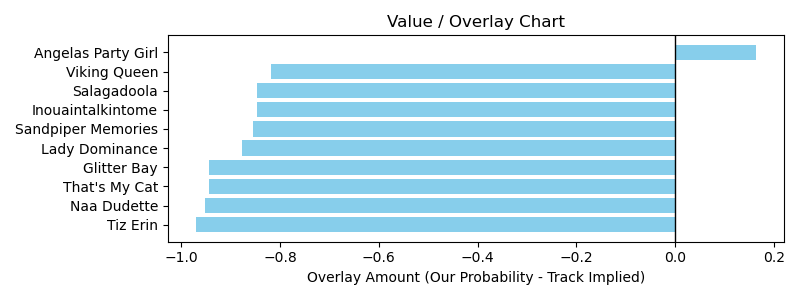 Value / Overlay Chart
Angelas Party Girl
Viking Queen
Salagadoola
Inouaintalkintome
Sandpiper Memories
Lady Dominance
Glitter Bay
That's My Cat
Naa Dudette
Tiz Erin
−1.0 −0.8 −0.6 −0.4 −0.2 0.0 0.2
Overlay Amount (Our Probability - Track Implied)